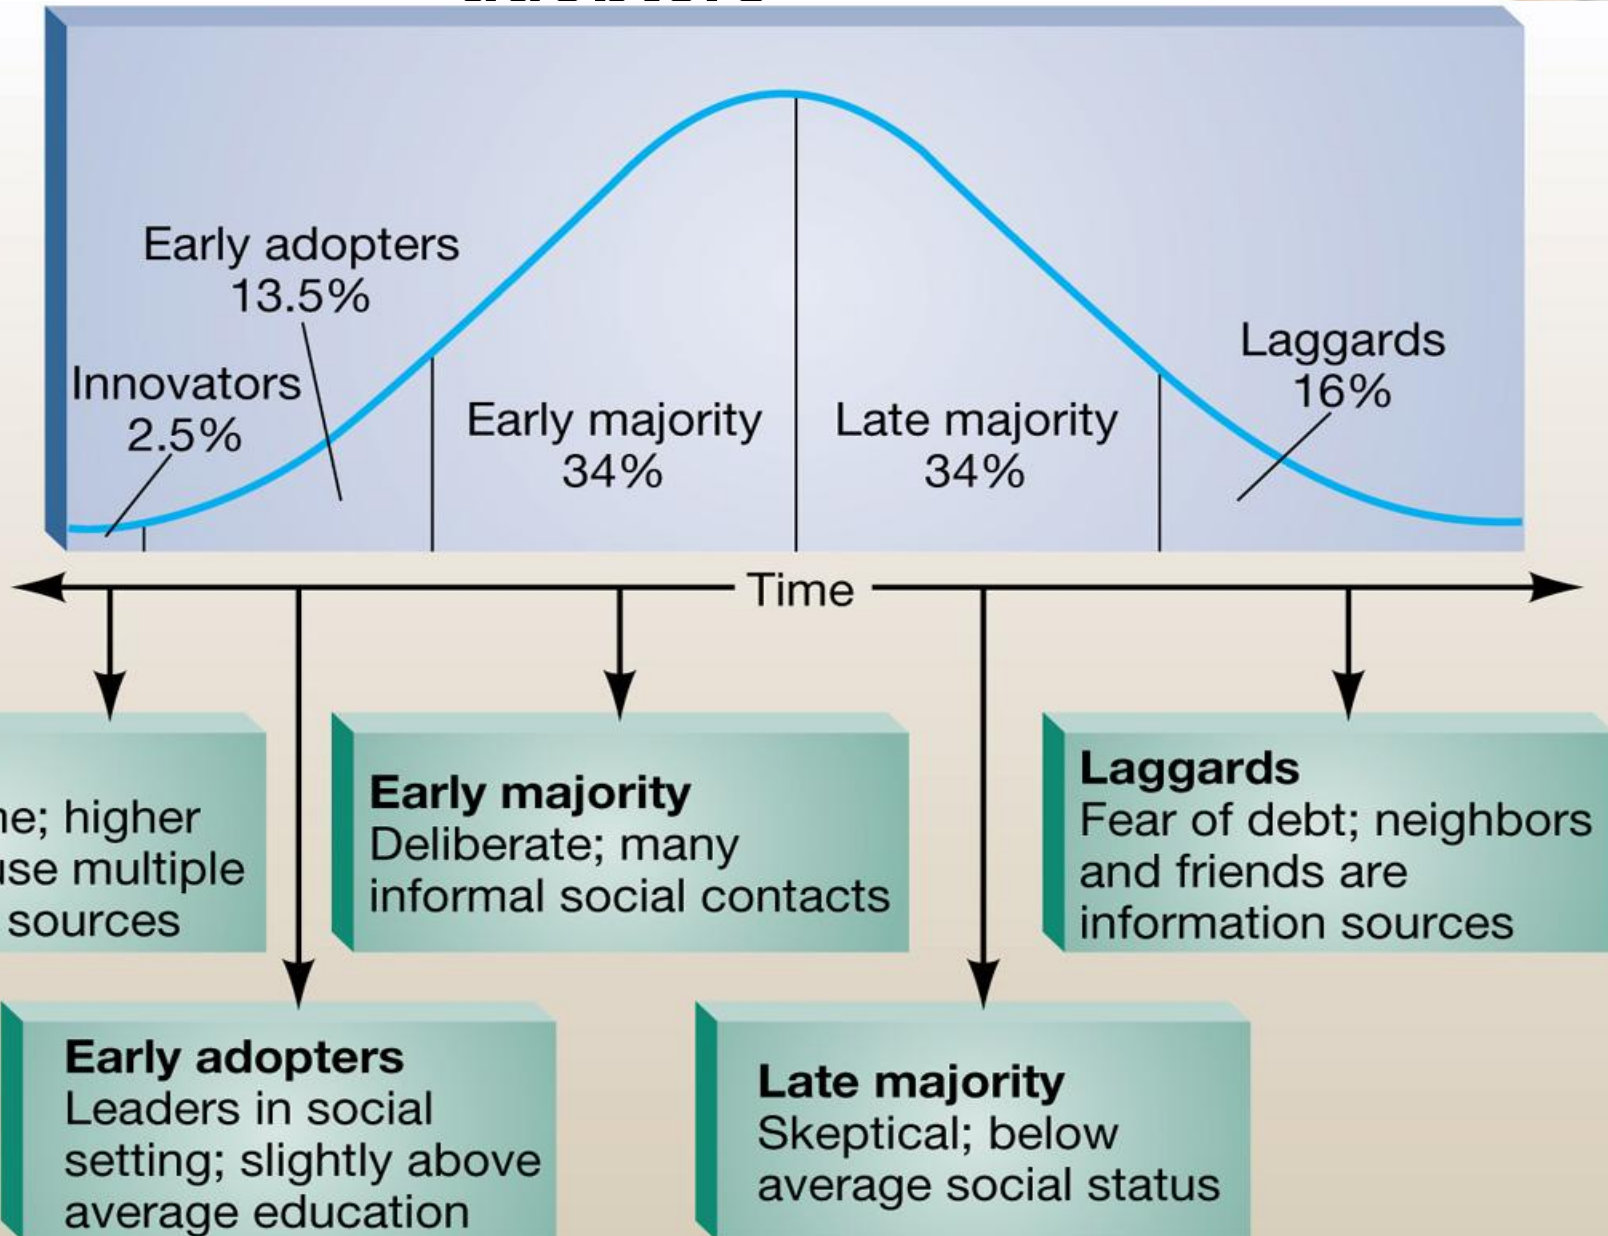 Early adopters
13.5%
Innovators
2.5%
Early majority
34%
Late majority
34%
Laggards
16%
Time
higher
multiple
sources
Early majority
Deliberate; many
informal social contacts
Laggards
Fear of debt; neighbors
and friends are
information sources
Early adopters
Leaders in social
setting; slightly above
average education
Late majority
Skeptical; below
average social status